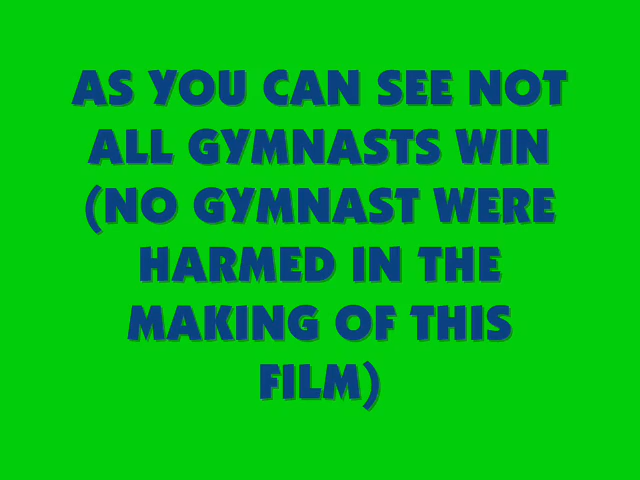 AS YOU CAN SEE NOT
ALL GYMNASTS WIN
(NO GYMNAST WERE
HARMED IN THE
MAKING OF THIS
FILM)